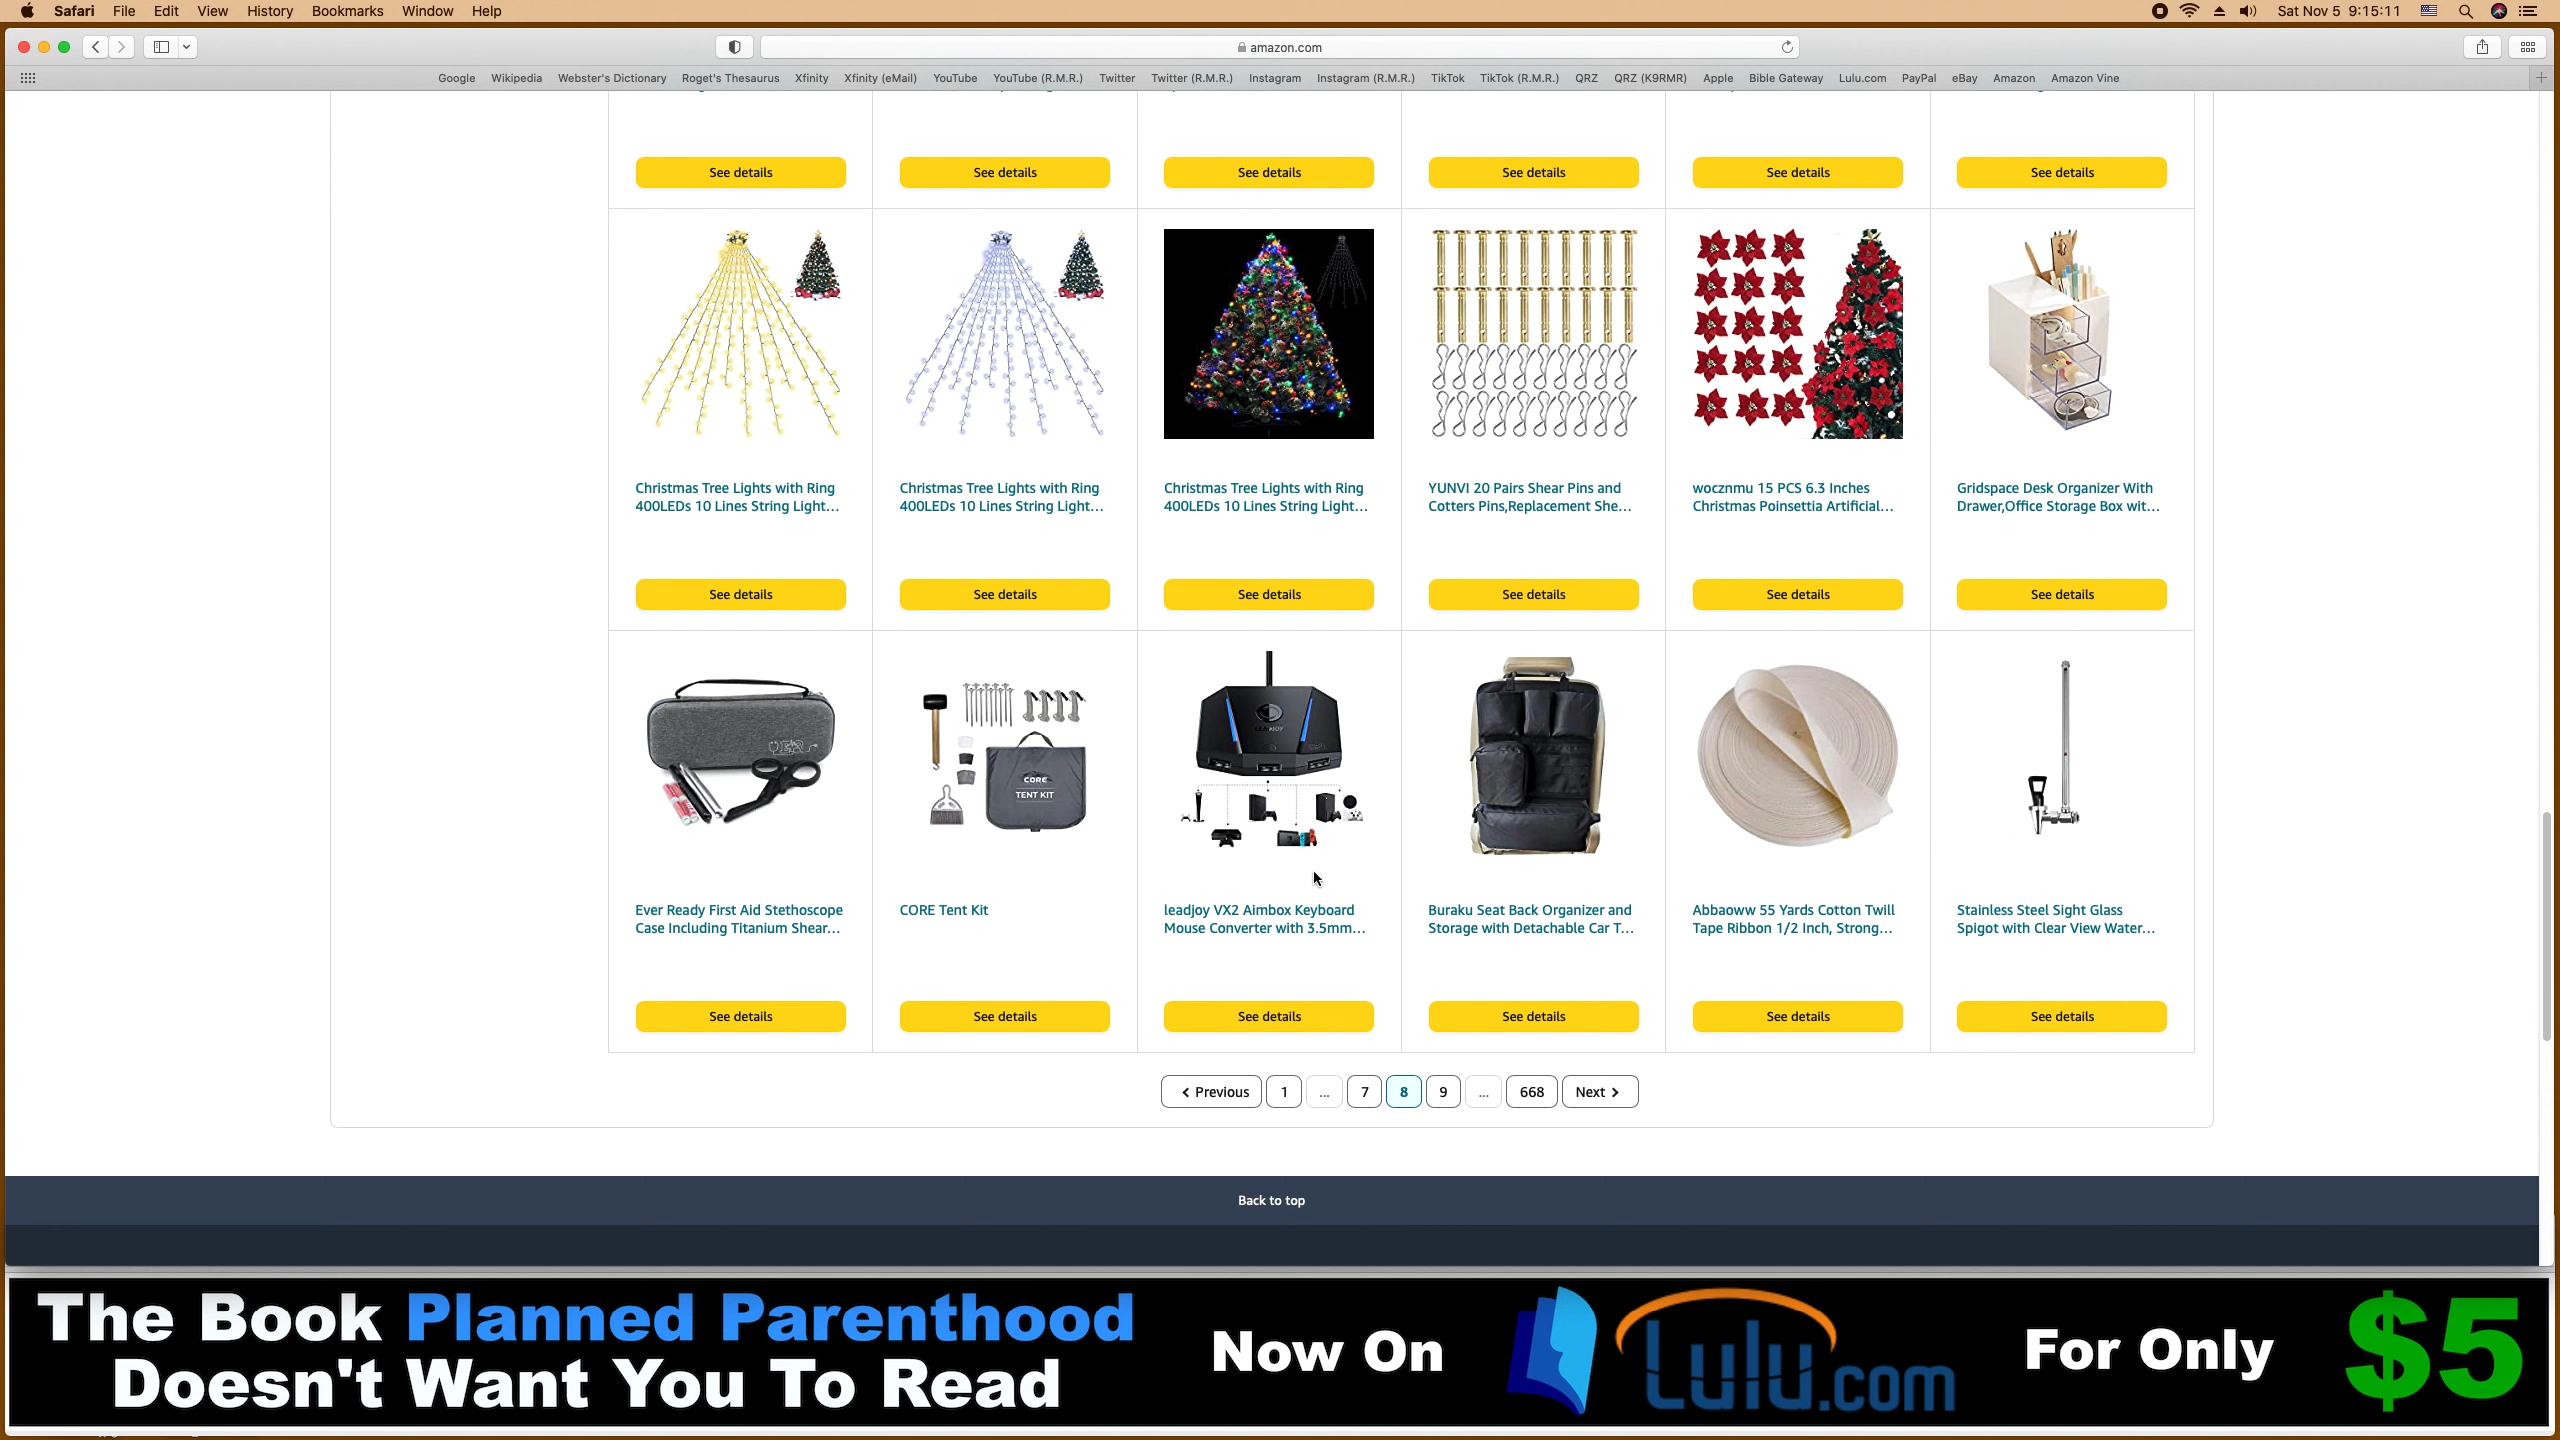 Safari File Edit View History Bookmarks Window Help
Sat Nov 5 9:15:11
amazon.com
Google Wikipedia Webster's Dictionary Roget's Thesaurus Xfinity Xfinity (eMail) YouTube YouTube (R.M.R.) Twitter Twitter (R.M.R.) Instagram Instagram (R.M.R.) TikTok TikTok (R.M.R.) QRZ QRZ (K9RMR) Apple Bible Gateway Lulu.com PayPal eBay Amazon Amazon Vine
See details See details See details See details See details See details
Christmas Tree Lights with Ring
400LEDs 10 Lines String Light...
Christmas Tree Lights with Ring
400LEDs 10 Lines String Light...
Christmas Tree Lights with Ring
400LEDs 10 Lines String Light...
YUNVI 20 Pairs Shear Pins and
Cotters Pins,Replacement She...
wocznmu 15 PCS 6.3 Inches
Christmas Poinsettia Artificial...
Gridspace Desk Organizer With
Drawer,Office Storage Box wit...
See details See details See details See details See details See details
CORE
TENT KIT
Ever Ready First Aid Stethoscope
Case Including Titanium Shear...
CORE Tent Kit
leadjoy VX2 Aimbox Keyboard
Mouse Converter with 3.5mm...
Buraku Seat Back Organizer and
Storage with Detachable Car T...
Abbaoww 55 Yards Cotton Twill
Tape Ribbon 1/2 Inch, Strong...
Stainless Steel Sight Glass
Spigot with Clear View Water...
See details See details See details See details See details See details
Previous 1 ... 7 8 9 ... 668 Next
Back to top
The Book Planned Parenthood
Doesn't Want You To Read
Now On
Lulu.com
For Only
$5